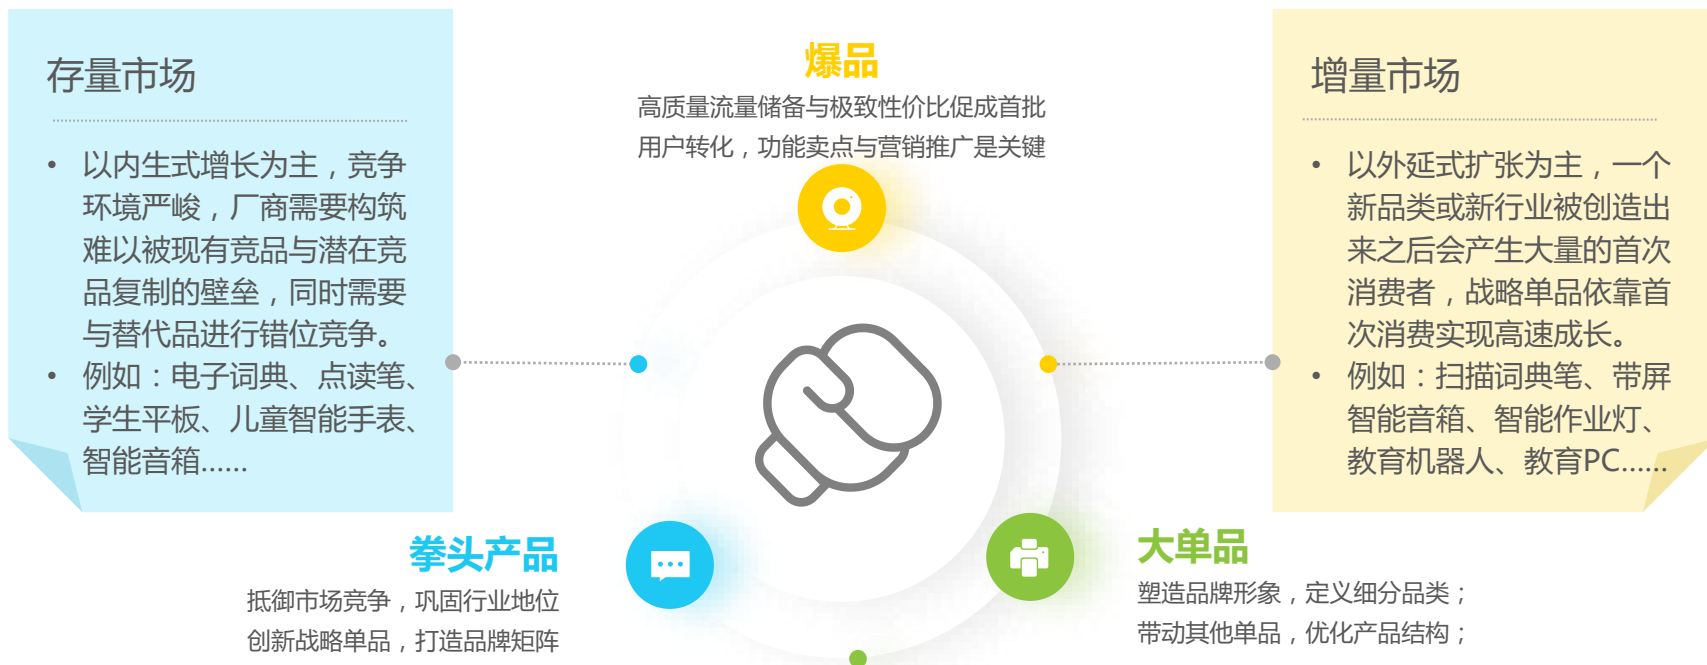 存量市场
• 以内生式增长为主，竞争
环境严峻，厂商需要构筑
难以被现有竞品与潜在竞
品复制的壁垒，同时需要
与替代品进行错位竞争。
• 例如：电子词典、点读笔、
学生平板、儿童智能手表、
智能音箱……
爆品
高质量流量储备与极致性价比促成首批
用户转化，功能卖点与营销推广是关键
增量市场
• 以外延式扩张为主，一个
新品类或新行业被创造出
来之后会产生大量的首次
消费者，战略单品依靠首
次消费实现高速成长。
• 例如：扫描词典笔、带屏
智能音箱、智能作业灯、
教育机器人、教育PC……
拳头产品
抵御市场竞争，巩固行业地位
创新战略单品，打造品牌矩阵
大单品
塑造品牌形象，定义细分品类；
带动其他单品，优化产品结构；